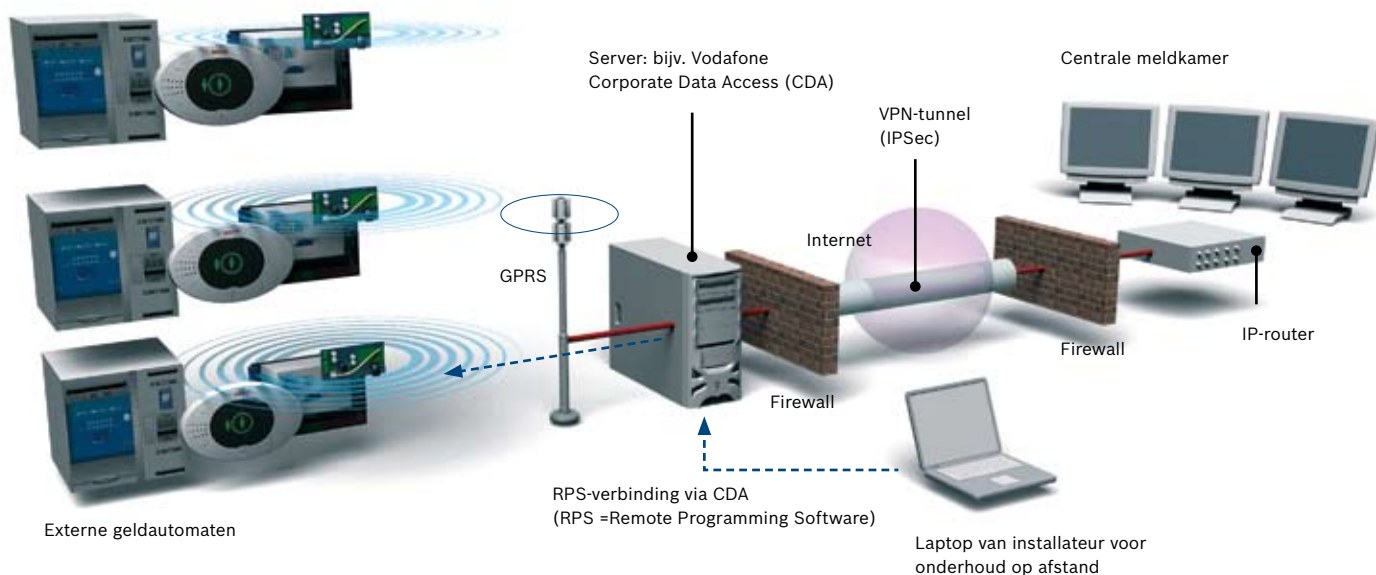 Server: bijv. Vodafone
Corporate Data Access (CDA)
Centrale meldkamer
VPN-tunnel
(IPSec)
Internet
GPRS
IP-router
Firewall
Firewall
RPS-verbinding via CDA
(RPS =Remote Programming Software)
Externe geldautomaten
Laptop van installateur voor
onderhoud op afstand